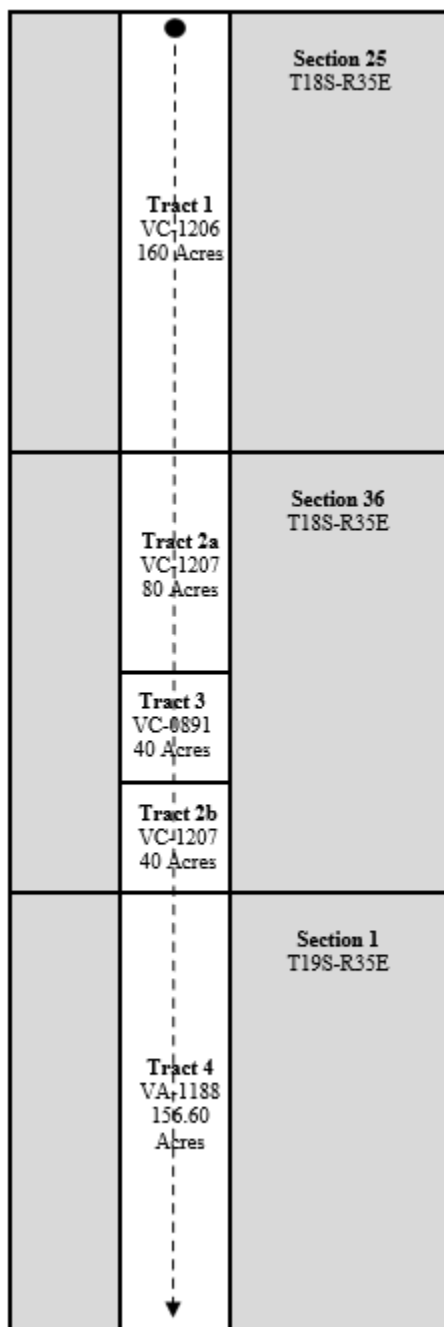 Section 25
T18S-R35E
Tract 1
VC-1206
160 Acres
Section 36
T18S-R35E
Tract 2a
VC-1207
80 Acres
Tract 3
VC-0891
40 Acres
Tract 2b
VC-1207
40 Acres
Section 1
T19S-R35E
Tract 4
VA-1188
156.60
Acres